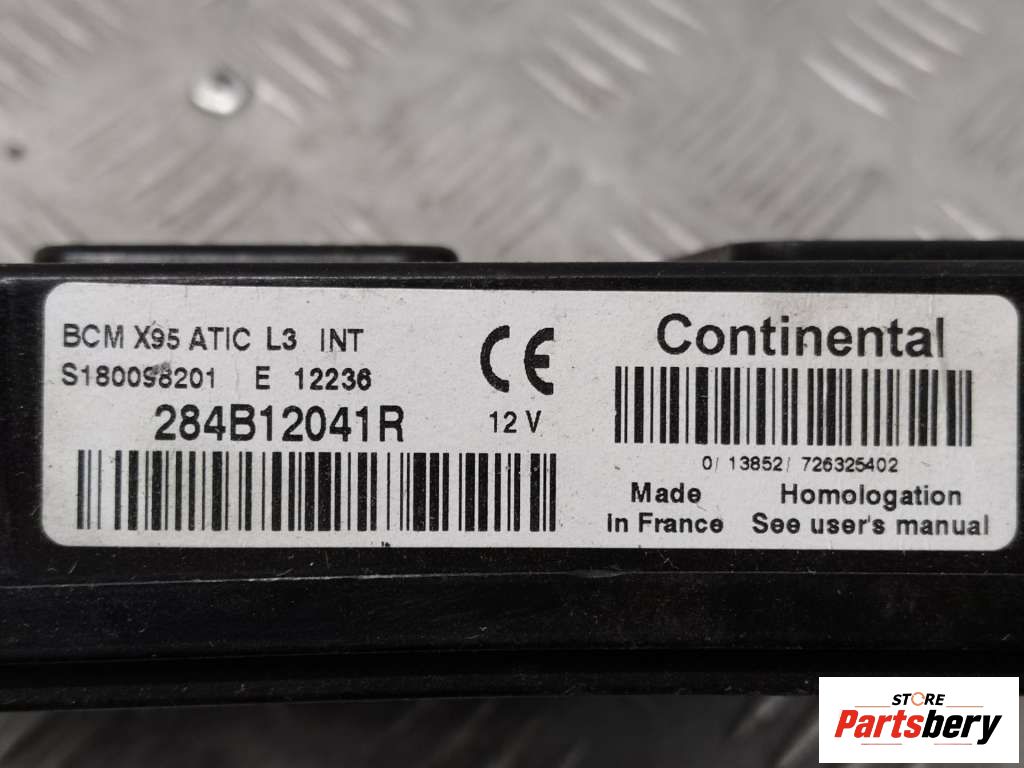 BCM X95 ATIC L3 INT
S180098201 E 12236
284B12041R
CE
12 V
Continental
0/ 13852/ 726325402
Made
in France
Homologation
See user's manual
STORE
Partsbery